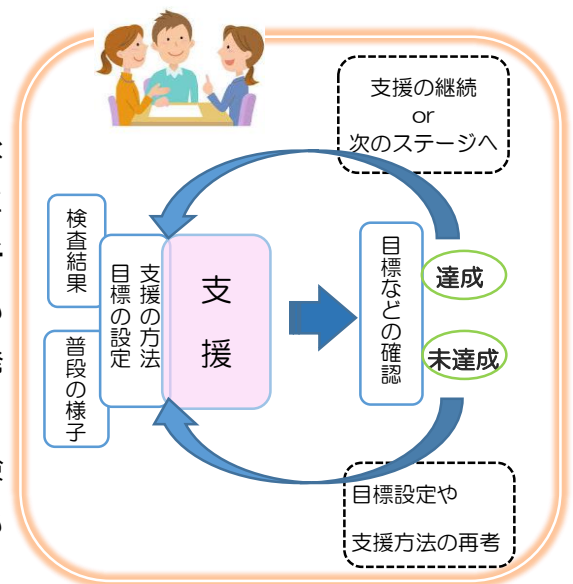 支援の継続
or
次のステージへ
検査結果
普段の様子
支援の方法
目標の設定
支援
目標などの確認
達成
未達成
目標設定や
支援方法の再考